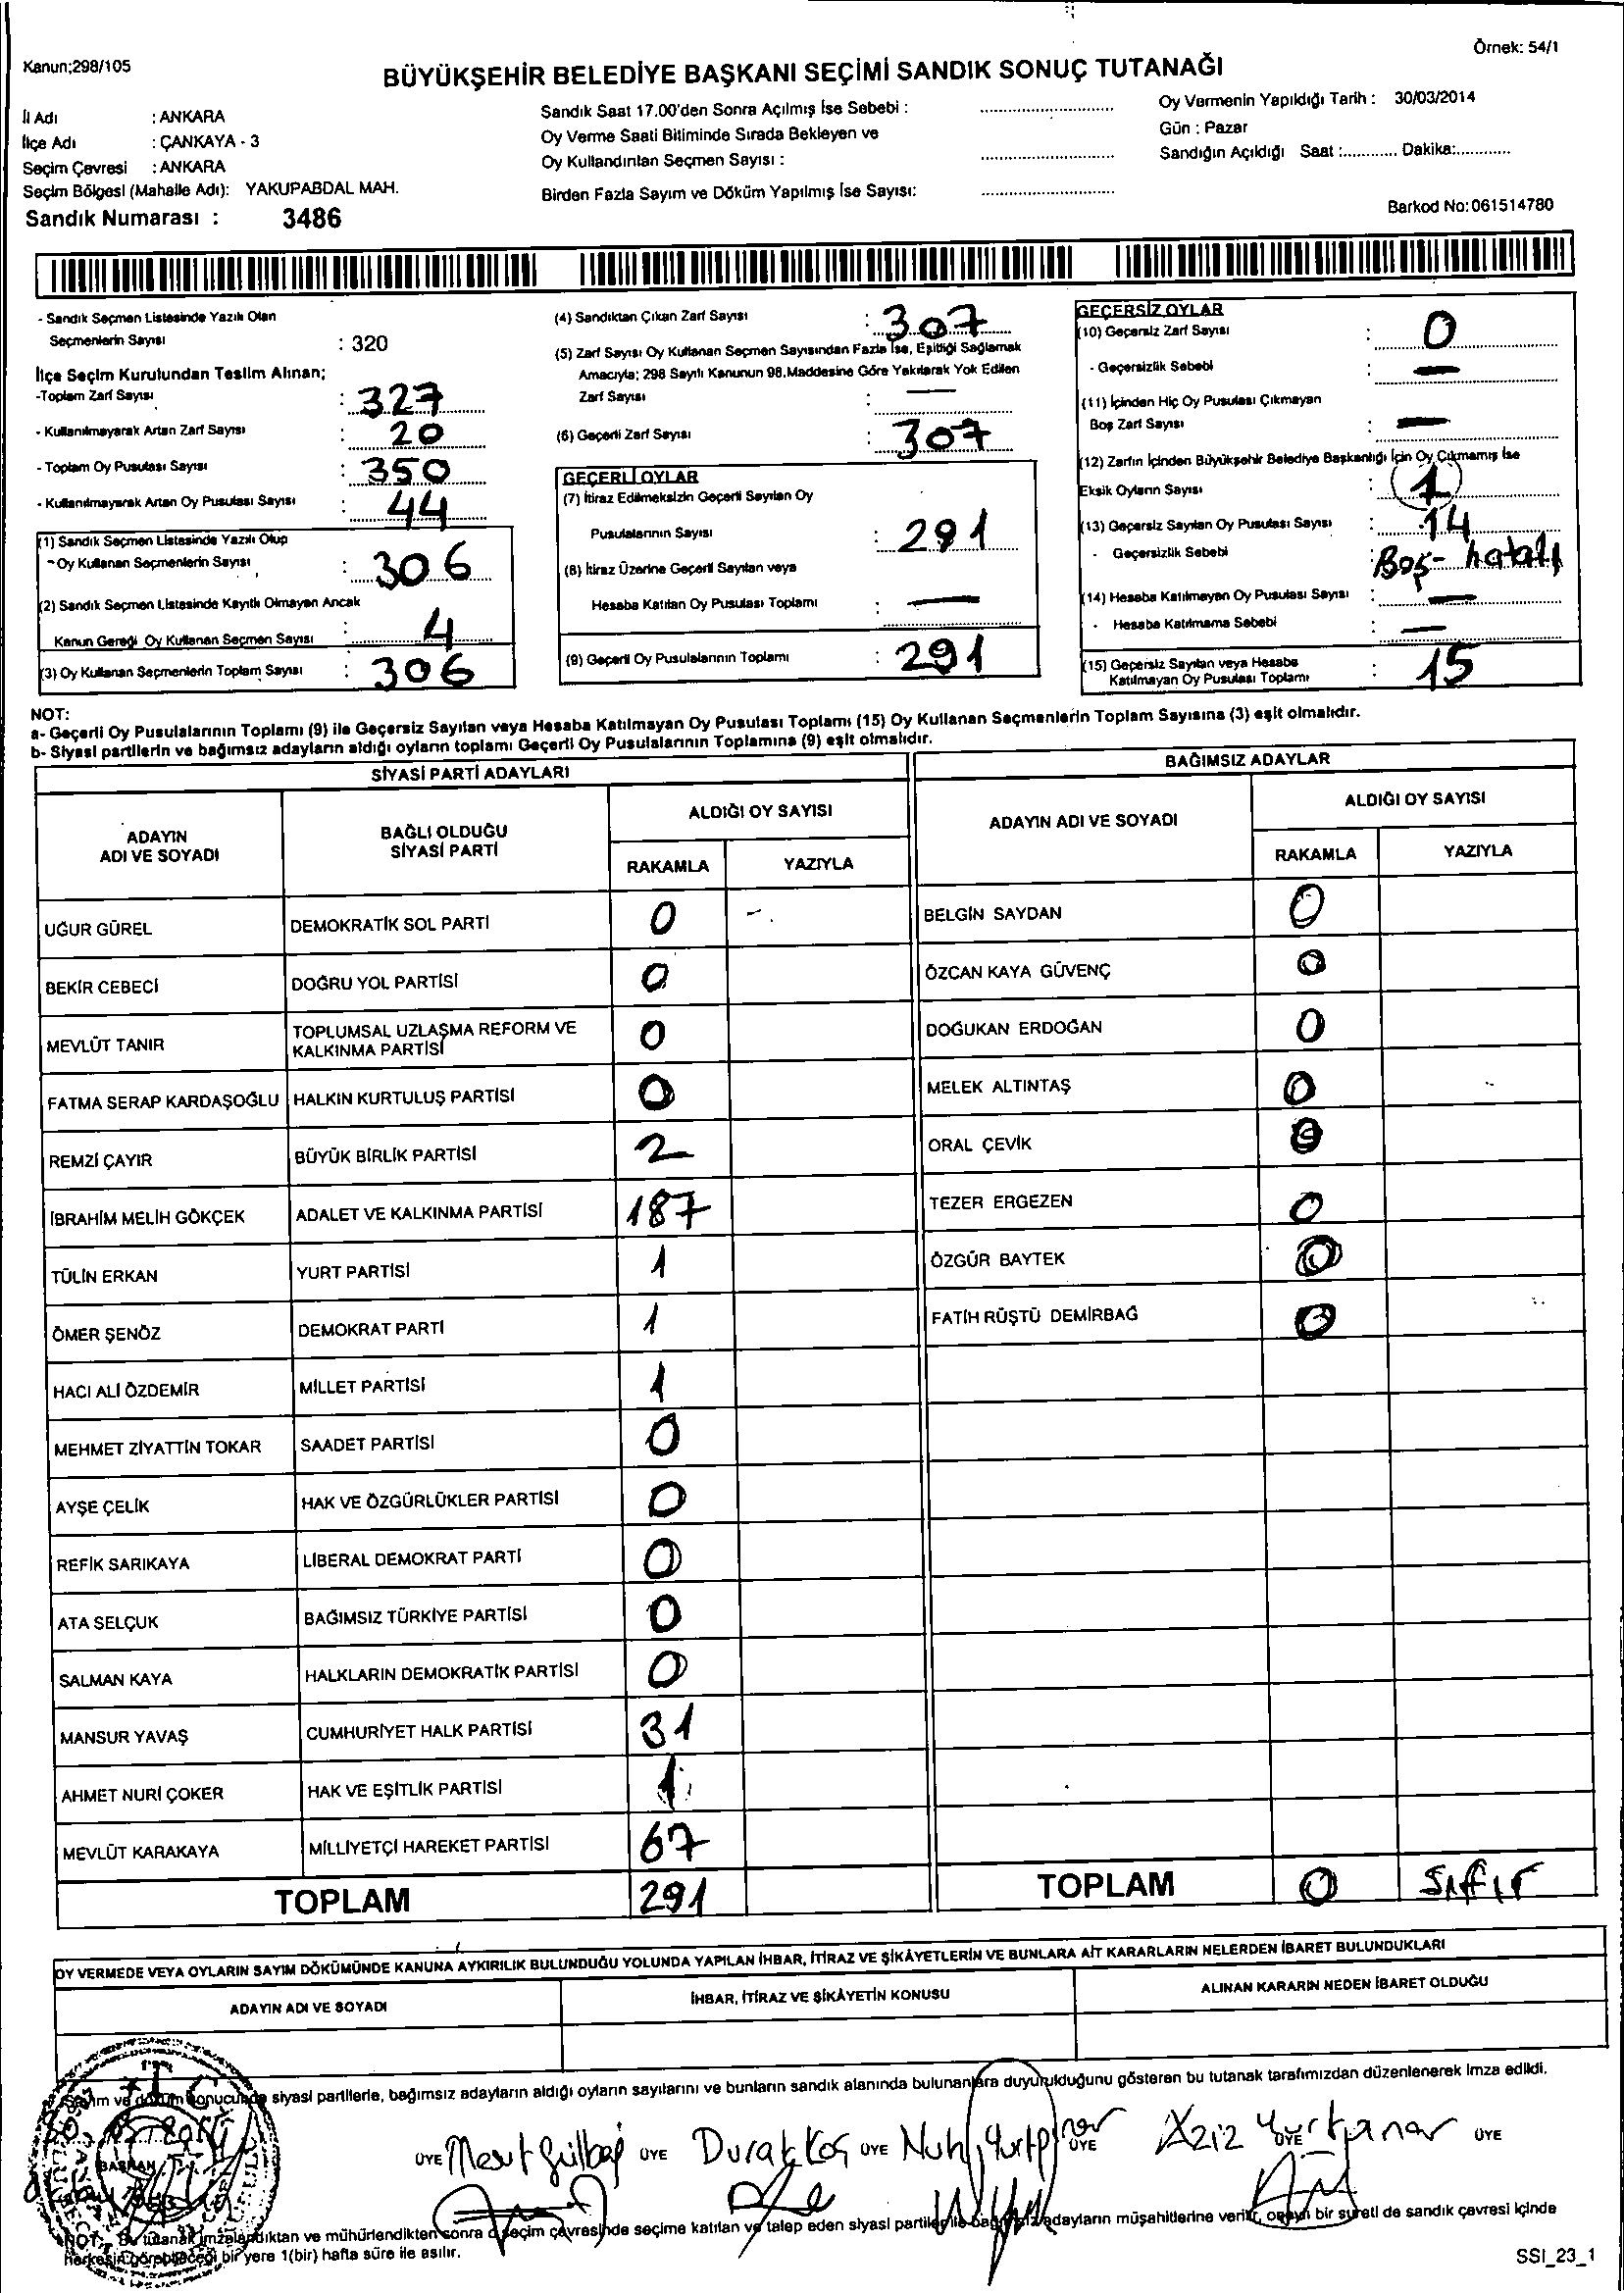 Örnek: 54/1
Kanun;298/105
BÜYÜKŞEHİR BELEDİYE BAŞKANI SEÇİMİ SANDIK SONUÇ TUTANAĞI
İl Adı : ANKARA
İlçe Adı : ÇANKAYA - 3
Seçim Çevresi : ANKARA
Seçim Bölgesi (Mahalle Adı): YAKUPABDAL MAH.
Sandık Numarası : 3486
Sandık Saat 17.00'den Sonra Açılmış İse Sebebi :
Oy Verme Saati Bitiminde Sırada Bekleyen ve
Oy Kullandırılan Seçmen Sayısı :
Birden Fazla Sayım ve Döküm Yapılmış İse Sayısı:
Oy Vermenin Yapıldığı Tarih : 30/03/2014
Gün : Pazar
Sandığın Açıldığı Saat :............ Dakika:............
Barkod No:061514780
- Sandık Seçmen Listesinde Yazılı Olan
Seçmenlerin Sayısı : 320
İlçe Seçim Kurulundan Teslim Alınan;
-Toplam Zarf Sayısı : 327
- Kullanılmayarak Artan Zarf Sayısı : 20
- Toplam Oy Pusulası Sayısı : 350
- Kullanılmayarak Artan Oy Pusulası Sayısı : 44
(1) Sandık Seçmen Listesinde Yazılı Olup
- Oy Kullanan Seçmenlerin Sayısı : 306
(2) Sandık Seçmen Listesinde Kayıtlı Olmayan Ancak
Kanun Gereği Oy Kullanan Seçmen Sayısı : 4
(3) Oy Kullanan Seçmenlerin Toplam Sayısı : 306
(4) Sandıktan Çıkan Zarf Sayısı : 307
(5) Zarf Sayısı Oy Kullanan Seçmen Sayısından Fazla İse, Eşitliği Sağlamak
Amacıyla; 298 Sayılı Kanunun 98.Maddesine Göre Yakılarak Yok Edilen
Zarf Sayısı : —
(6) Geçerli Zarf Sayısı : 307
GEÇERLİ OYLAR
(7) İtiraz Edilmeksizin Geçerli Sayılan Oy
Pusulalarının Sayısı : 291
(8) İtiraz Üzerine Geçerli Sayılan veya
Hesaba Katılan Oy Pusulası Toplamı : —
(9) Geçerli Oy Pusulalarının Toplamı : 291
GEÇERSİZ OYLAR
(10) Geçersiz Zarf Sayısı : 0
- Geçersizlik Sebebi : —
(11) İçinden Hiç Oy Pusulası Çıkmayan
Boş Zarf Sayısı : —
(12) Zarfın İçinden Büyükşehir Belediye Başkanlığı İçin Oy Çıkmamış İse
Eksik Oyların Sayısı : 1
(13) Geçersiz Sayılan Oy Pusulası Sayısı : 14
- Geçersizlik Sebebi : Boş- hatalı
(14) Hesaba Katılmayan Oy Pusulası Sayısı : —
- Hesaba Katılmama Sebebi : —
(15) Geçersiz Sayılan veya Hesaba
Katılmayan Oy Pusulası Toplamı : 15
NOT:
a- Geçerli Oy Pusulalarının Toplamı (9) ile Geçersiz Sayılan veya Hesaba Katılmayan Oy Pusulası Toplamı (15) Oy Kullanan Seçmenlerin Toplam Sayısına (3) eşit olmalıdır.
b- Siyasi partilerin ve bağımsız adayların aldığı oyların toplamı Geçerli Oy Pusulalarının Toplamına (9) eşit olmalıdır.
SİYASİ PARTİ ADAYLARI
ADAYIN ADI VE SOYADI
BAĞLI OLDUĞU SİYASİ PARTİ
ALDIĞI OY SAYISI
RAKAMLA YAZIYLA
UĞUR GÜREL DEMOKRATİK SOL PARTİ 0
BEKİR CEBECİ DOĞRU YOL PARTİSİ 0
MEVLÜT TANIR TOPLUMSAL UZLAŞMA REFORM VE KALKINMA PARTİSİ 0
FATMA SERAP KARDAŞOĞLU HALKIN KURTULUŞ PARTİSİ 0
REMZİ ÇAYIR BÜYÜK BİRLİK PARTİSİ 2
İBRAHİM MELİH GÖKÇEK ADALET VE KALKINMA PARTİSİ 187
TÜLİN ERKAN YURT PARTİSİ 1
ÖMER ŞENÖZ DEMOKRAT PARTİ 1
HACI ALİ ÖZDEMİR MİLLET PARTİSİ 1
MEHMET ZİYATTİN TOKAR SAADET PARTİSİ 0
AYŞE ÇELİK HAK VE ÖZGÜRLÜKLER PARTİSİ 0
REFİK SARIKAYA LİBERAL DEMOKRAT PARTİ 0
ATA SELÇUK BAĞIMSIZ TÜRKİYE PARTİSİ 0
SALMAN KAYA HALKLARIN DEMOKRATİK PARTİSİ 0
MANSUR YAVAŞ CUMHURİYET HALK PARTİSİ 31
AHMET NURİ ÇOKER HAK VE EŞİTLİK PARTİSİ 1
MEVLÜT KARAKAYA MİLLİYETÇİ HAREKET PARTİSİ 67
TOPLAM 291
BAĞIMSIZ ADAYLAR
ADAYIN ADI VE SOYADI
ALDIĞI OY SAYISI
RAKAMLA YAZIYLA
BELGİN SAYDAN 0
ÖZCAN KAYA GÜVENÇ 0
DOĞUKAN ERDOĞAN 0
MELEK ALTINTAŞ 0
ORAL ÇEVİK 0
TEZER ERGEZEN 0
ÖZGÜR BAYTEK 0
FATİH RÜŞTÜ DEMİRBAĞ 0
TOPLAM 0 Sıfır
OY VERMEDE VEYA OYLARIN SAYIM DÖKÜMÜNDE KANUNA AYKIRILIK BULUNDUĞU YOLUNDA YAPILAN İHBAR, İTİRAZ VE ŞİKÂYETLERİN VE BUNLARA AİT KARARLARIN NELERDEN İBARET BULUNDUKLARI
ADAYIN ADI VE SOYADI İHBAR, İTİRAZ VE ŞİKÂYETİN KONUSU ALINAN KARARIN NEDEN İBARET OLDUĞU
Sayım ve döküm sonucunda siyasi partilerle, bağımsız adayların aldığı oyların sayılarını ve bunların sandık alanında bulunanlara duyurulduğunu gösteren bu tutanak tarafımızdan düzenlenerek imza edildi.
BAŞKAN ÜYE Mesut Gülbağ ÜYE Durak Koş ÜYE Nuh Yurtpınar ÜYE Aziz Yurtpınar ÜYE ÜYE
NOT: Bu tutanak imzalandıktan ve mühürlendikten sonra o seçim çevresinde seçime katılan ve talep eden siyasi partiler ile bağımsız adayların müşahitlerine verilir, onaylı bir sureti de sandık çevresi içinde
herkesin görebileceği bir yere 1(bir) hafta süre ile asılır.
SSI_23_1